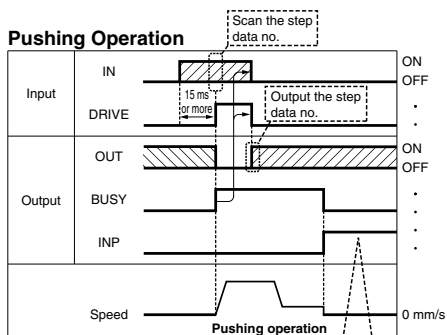 Scan the step
data no.
Pushing Operation
Input
IN
ON
OFF
15 ms
or more
DRIVE
Output the step
data no.
Output
OUT
ON
OFF
BUSY
INP
Speed
Pushing operation
0 mm/s